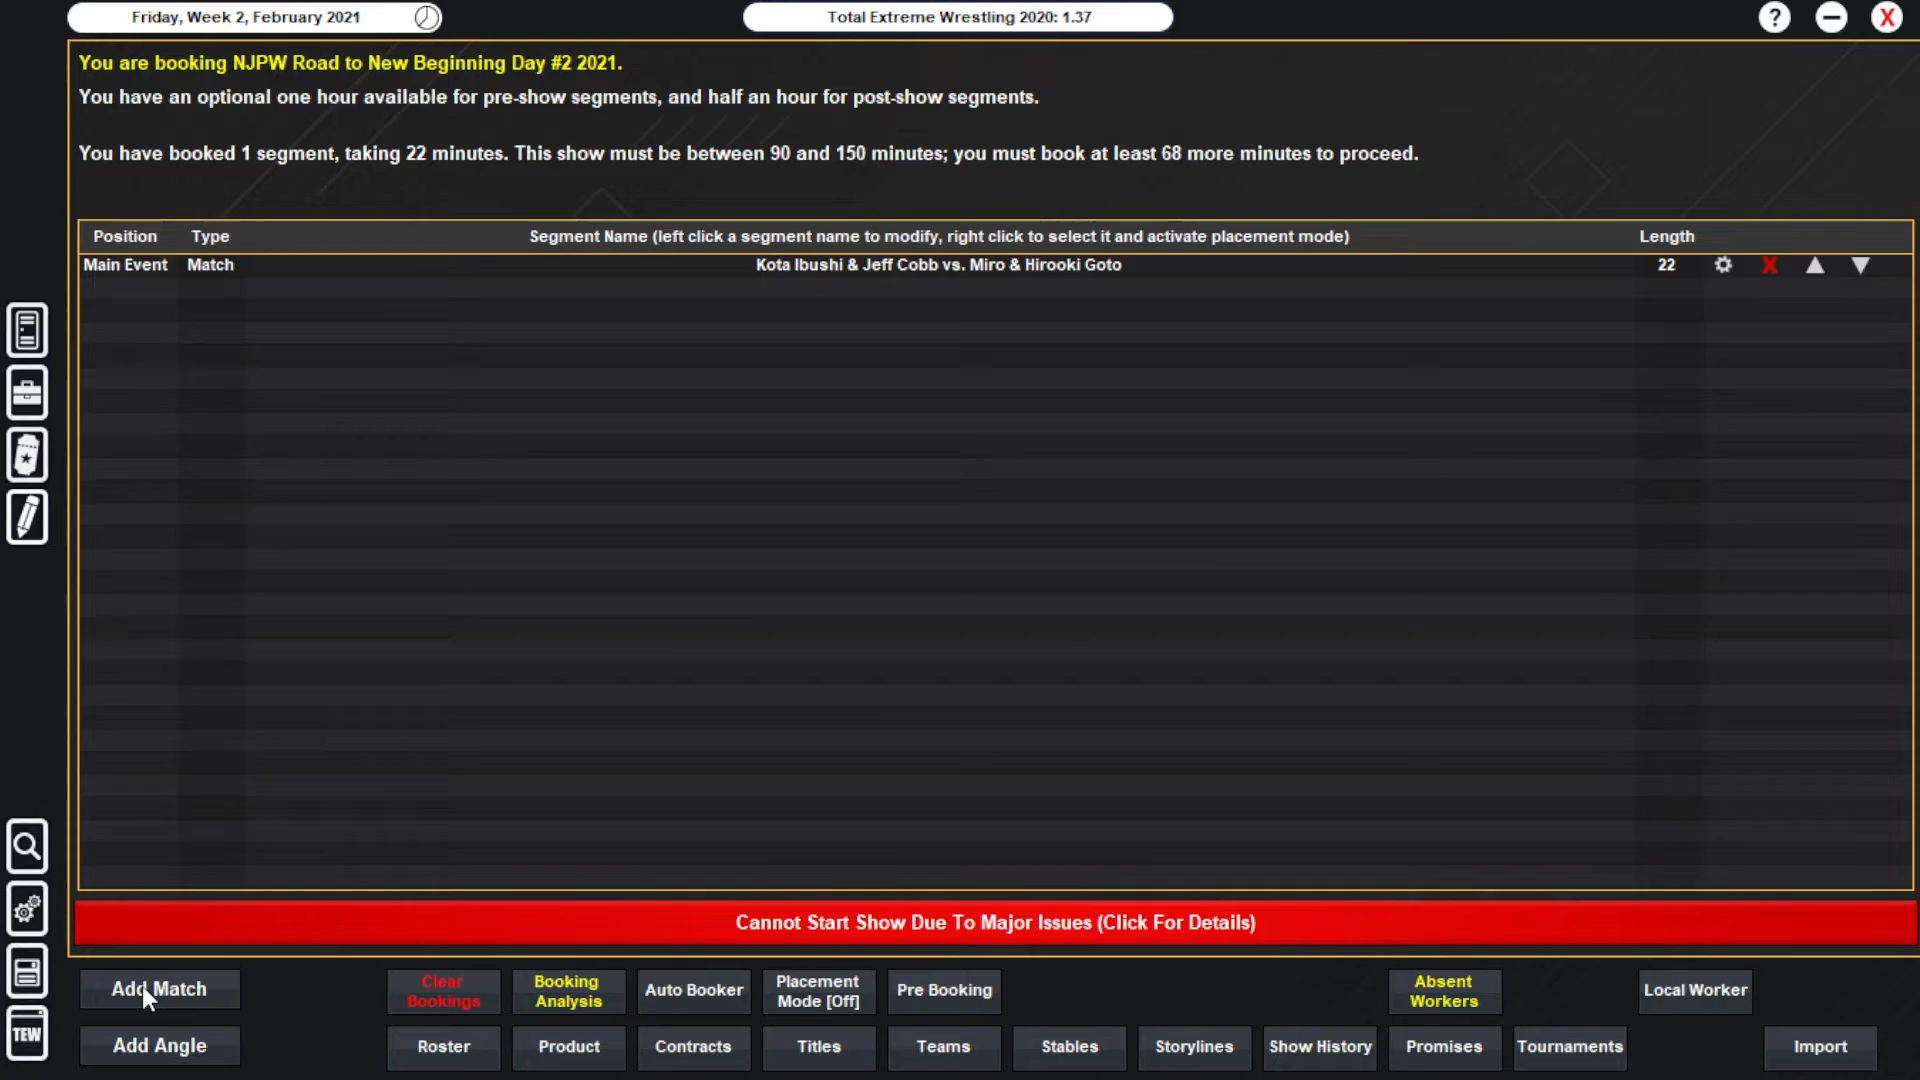 Friday, Week 2, February 2021
Total Extreme Wrestling 2020: 1.37
?
X
You are booking NJPW Road to New Beginning Day #2 2021.
You have an optional one hour available for pre-show segments, and half an hour for post-show segments.
You have booked 1 segment, taking 22 minutes. This show must be between 90 and 150 minutes; you must book at least 68 more minutes to proceed.
Position Type Segment Name (left click a segment name to modify, right click to select it and activate placement mode) Length
Main Event Match Kota Ibushi & Jeff Cobb vs. Miro & Hirooki Goto 22 X
Cannot Start Show Due To Major Issues (Click For Details)
TEW
Add Match
Clear Bookings
Booking Analysis
Auto Booker
Placement Mode [Off]
Pre Booking
Absent Workers
Local Worker
Add Angle
Roster
Product
Contracts
Titles
Teams
Stables
Storylines
Show History
Promises
Tournaments
Import